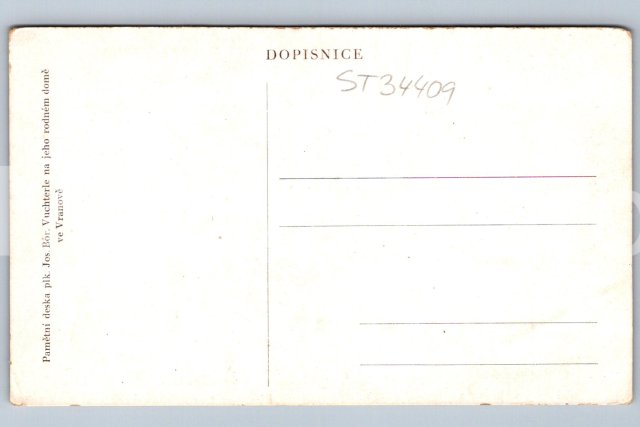 DOPISNICE
ST34409
Pamětní deska plk. Jos. Bor. Vuchterle na jeho rodném domě
ve Vranově